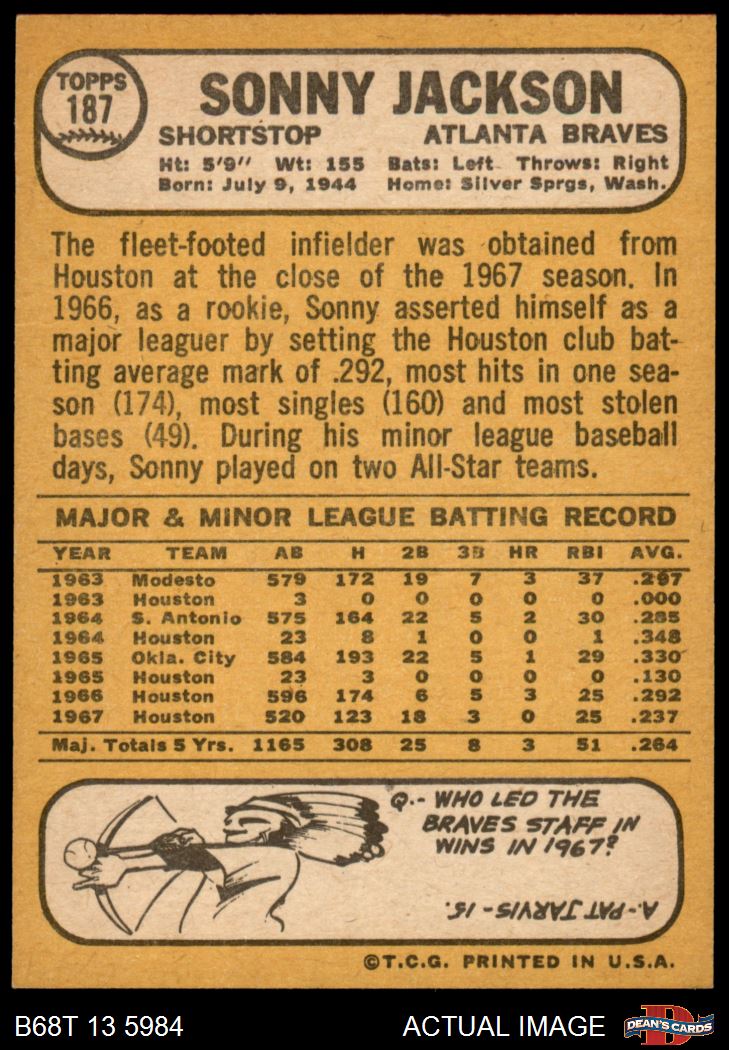 TOPPS
187
SONNY JACKSON
SHORTSTOP ATLANTA BRAVES
Ht: 5'9" Wt: 155 Bats: Left Throws: Right
Born: July 9, 1944 Home: Silver Sprgs, Wash.
The fleet-footed infielder was obtained from
Houston at the close of the 1967 season. In
1966, as a rookie, Sonny asserted himself as a
major leaguer by setting the Houston club bat-
ting average mark of .292, most hits in one sea-
son (174), most singles (160) and most stolen
bases (49). During his minor league baseball
days, Sonny played on two All-Star teams.
MAJOR & MINOR LEAGUE BATTING RECORD
YEAR TEAM AB H 2B 3B HR RBI AVG.
1963 Modesto 579 172 19 7 3 37 .297
1963 Houston 3 0 0 0 0 0 .000
1964 S. Antonio 575 164 22 5 2 30 .285
1964 Houston 23 8 1 0 0 1 .348
1965 Okla. City 584 193 22 5 1 29 .330
1965 Houston 23 3 0 0 0 0 .130
1966 Houston 596 174 6 5 3 25 .292
1967 Houston 520 123 18 3 0 25 .237
Maj. Totals 5 Yrs. 1165 308 25 8 3 51 .264
Q.- WHO LED THE
BRAVES STAFF IN
WINS IN 1967?
A.- PAT JARVIS - 15.
©T.C.G. PRINTED IN U.S.A.
B68T 13 5984 ACTUAL IMAGE
D
DEAN'S CARDS